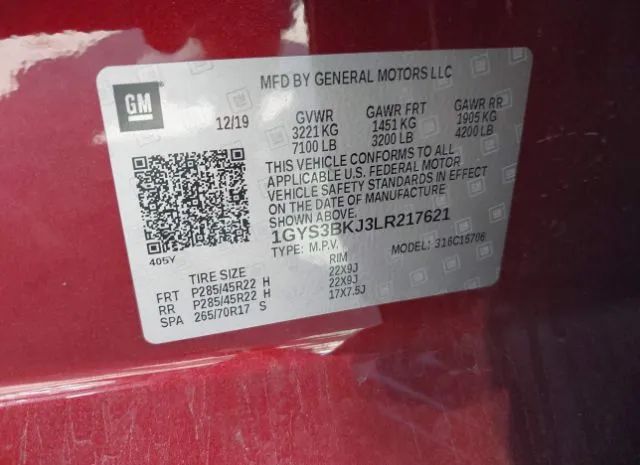 MFD BY GENERAL MOTORS LLC
GM
12/19
GVWR GAWR FRT GAWR RR
3221 KG 1451 KG 1905 KG
7100 LB 3200 LB 4200 LB
THIS VEHICLE CONFORMS TO ALL
APPLICABLE U.S. FEDERAL MOTOR
VEHICLE SAFETY STANDARDS IN EFFECT
ON THE DATE OF MANUFACTURE
SHOWN ABOVE.
1GYS3BKJ3LR217621
405Y
TYPE: M.P.V. MODEL: 316C15706
TIRE SIZE RIM
FRT P285/45R22 H 22X9J
RR P285/45R22 H 22X9J
SPA 265/70R17 S 17X7.5J